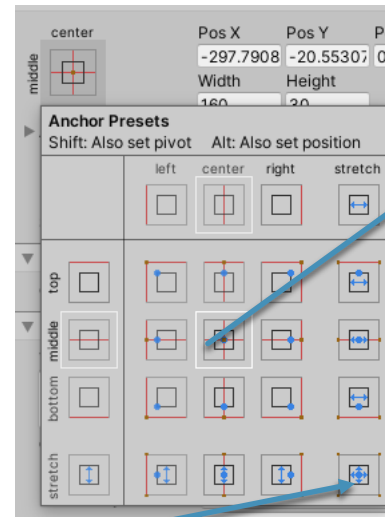 center
Pos X
Pos Y
P
middle
-297.7908
-20.55307
0
Width
Height
160
30
Anchor Presets
Shift: Also set pivot Alt: Also set position
left
center
right
stretch
top
middle
bottom
stretch